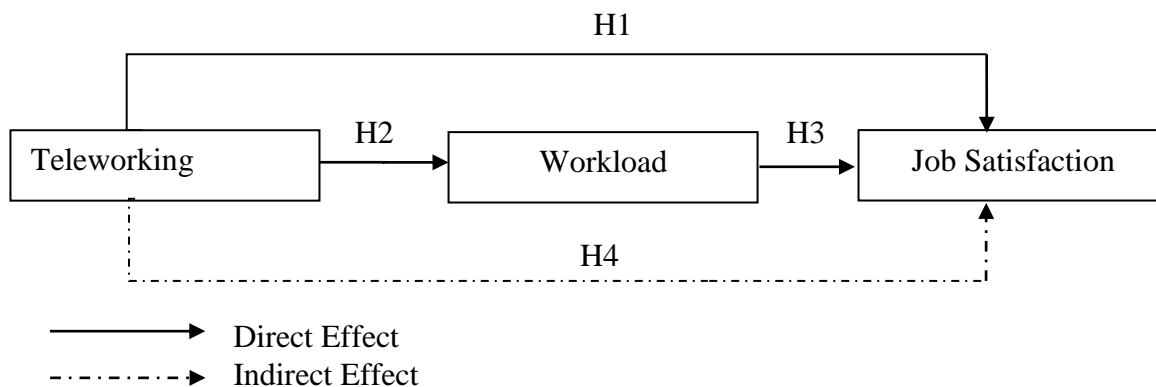 H1
H2
H3
Teleworking
Workload
Job Satisfaction
H4
Direct Effect
Indirect Effect